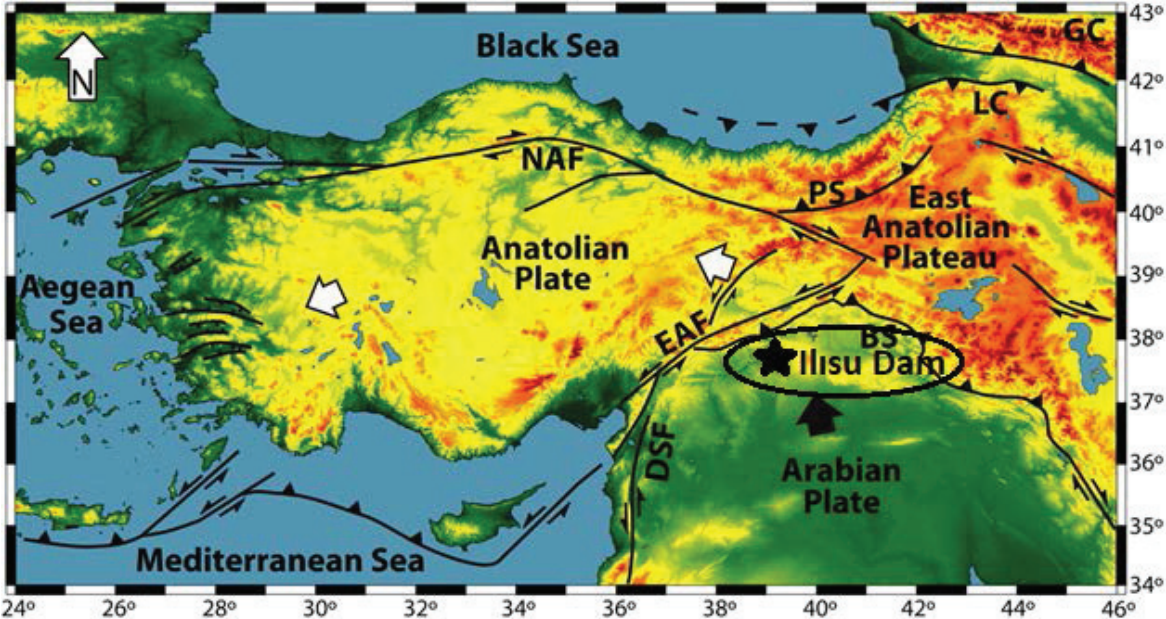 43°
GC
Black Sea
N
42°
LC
41°
NAF
PS
East
Anatolian
Plateau
40°
Anatolian
Plate
39°
Aegean
Sea
EAF
BS
38°
Ilısu Dam
37°
DSF
36°
Arabian
Plate
35°
Mediterranean Sea
34°
24° 26° 28° 30° 32° 34° 36° 38° 40° 42° 44° 46°